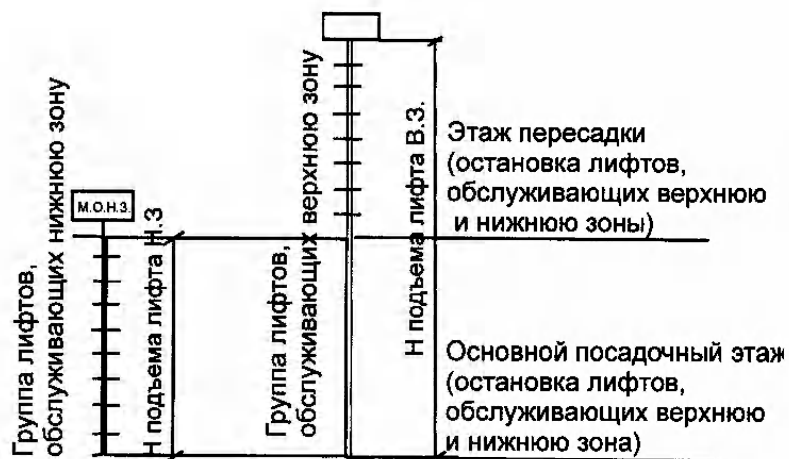 Группа лифтов,
обслуживающих нижнюю зону
М.О.Н.З.
Н подъема лифта Н.З
Группа лифтов,
обслуживающих верхнюю зону
Н подъема лифта В.З.
Этаж пересадки
(остановка лифтов,
обслуживающих верхнюю
и нижнюю зоны)
Основной посадочный этаж
(остановка лифтов,
обслуживающих верхнюю
и нижнюю зона)